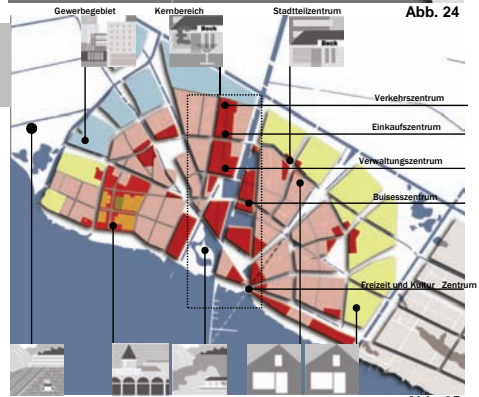 Gewerbegebiet Kernbereich Stadtteilzentrum Abb. 24
Beck
Beck
Verkehrszentrum
Einkaufszentrum
Verwaltungszentrum
Buisesszentrum
Freizeit und Kultur Zentrum